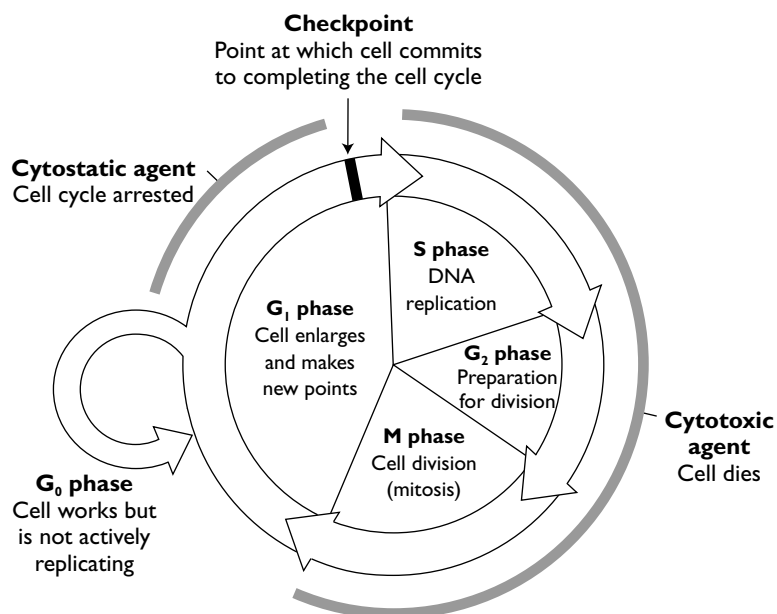 Checkpoint
Point at which cell commits
to completing the cell cycle
Cytostatic agent
Cell cycle arrested
S phase
DNA
replication
G₁ phase
Cell enlarges
and makes
new points
G₂ phase
Preparation
for division
M phase
Cell division
(mitosis)
Cytotoxic
agent
Cell dies
G₀ phase
Cell works but
is not actively
replicating